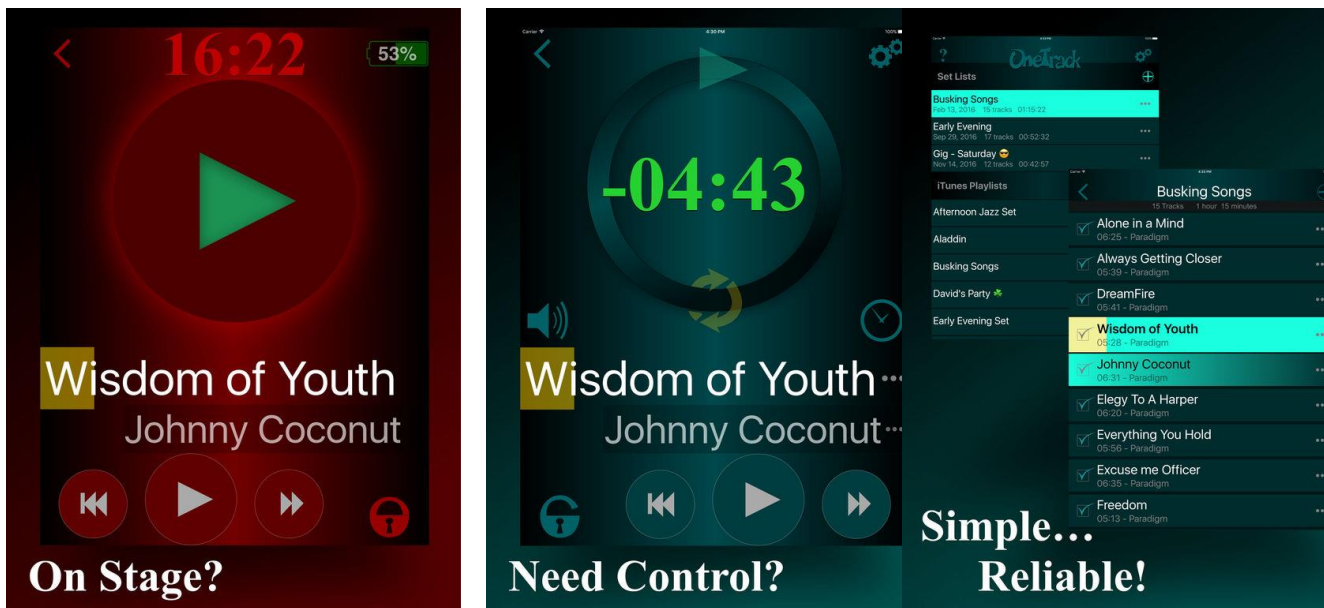 16:22
53%
Wisdom of Youth
Johnny Coconut
On Stage?
Carrier 4:30 PM 100%
-04:43
Wisdom of Youth
Johnny Coconut
Need Control?
?
OneTrack
Set Lists
Busking Songs
Feb 13, 2016 15 tracks 01:15:22
Early Evening
Sep 29, 2016 17 tracks 00:52:32
Gig - Saturday 😎
Nov 14, 2016 12 tracks 00:42:57
iTunes Playlists
Afternoon Jazz Set
Aladdin
Busking Songs
David's Party ☘️
Early Evening Set
Busking Songs
15 Tracks 1 hour 15 minutes
Alone in a Mind
06:25 - Paradigm
Always Getting Closer
05:39 - Paradigm
DreamFire
05:41 - Paradigm
Wisdom of Youth
05:28 - Paradigm
Johnny Coconut
06:31 - Paradigm
Elegy To A Harper
06:20 - Paradigm
Everything You Hold
05:56 - Paradigm
Excuse me Officer
06:35 - Paradigm
Freedom
05:13 - Paradigm
Simple...
Reliable!